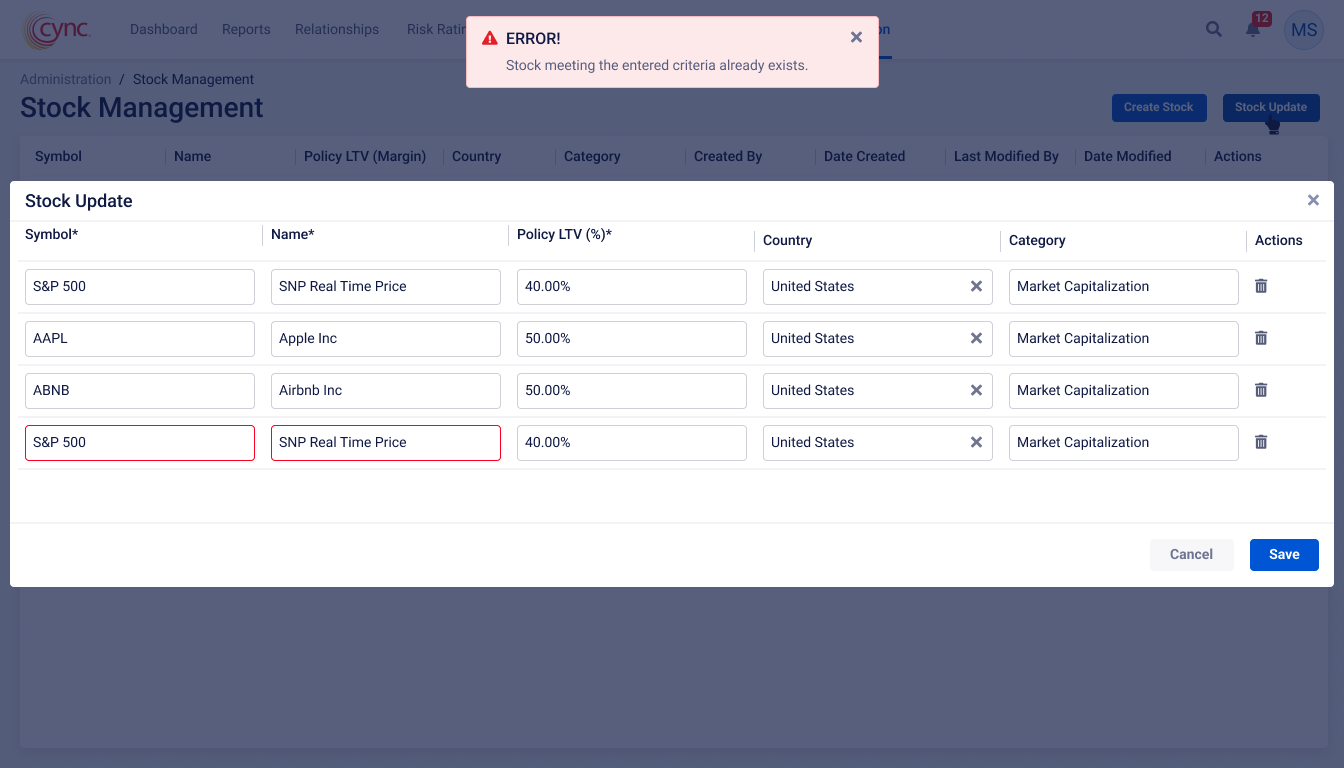 cync
Dashboard Reports Relationships Risk
12
MS
ERROR!
Stock meeting the entered criteria already exists.
Administration / Stock Management
Stock Management
Create Stock Stock Update
Symbol Name Policy LTV (Margin) Country Category Created By Date Created Last Modified By Date Modified Actions
Stock Update
Symbol* Name* Policy LTV (%)* Country Category Actions
S&P 500 SNP Real Time Price 40.00% United States Market Capitalization
AAPL Apple Inc 50.00% United States Market Capitalization
ABNB Airbnb Inc 50.00% United States Market Capitalization
S&P 500 SNP Real Time Price 40.00% United States Market Capitalization
Cancel Save